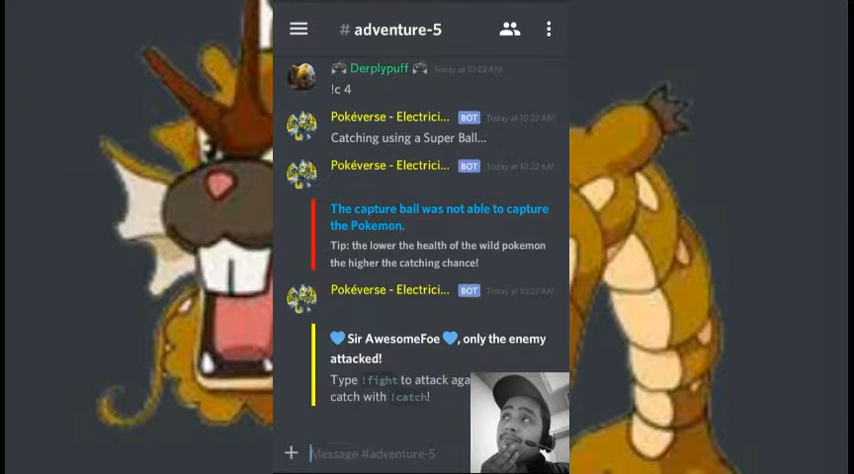 # adventure-5
Derplypuff Today at 10:22 AM
!c 4
Pokéverse - Electrici... BOT Today at 10:22 AM
Catching using a Super Ball...
Pokéverse - Electrici... BOT Today at 10:22 AM
The capture ball was not able to capture
the Pokemon.
Tip: the lower the health of the wild pokemon
the higher the catching chance!
Pokéverse - Electrici... BOT Today at 10:22 AM
💙 Sir AwesomeFoe 💙, only the enemy
attacked!
Type !fight to attack aga
catch with !catch!
Message #adventure-5